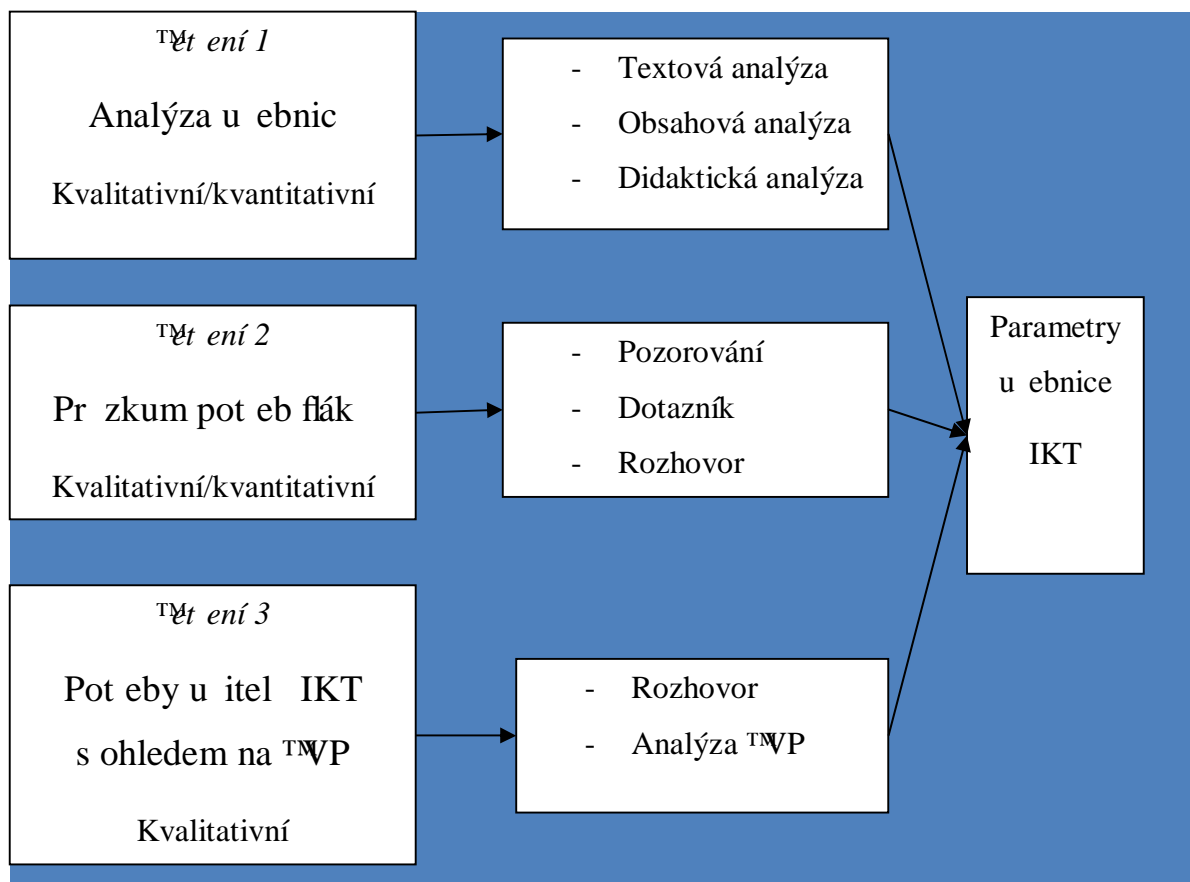 ™et ení 1
Analýza u ebnic
Kvalitativní/kvantitativní
- Textová analýza
- Obsahová analýza
- Didaktická analýza
™et ení 2
Pr zkum pot eb flák
Kvalitativní/kvantitativní
- Pozorování
- Dotazník
- Rozhovor
Parametry
u ebnice
IKT
™et ení 3
Pot eby u itel IKT
s ohledem na ™VP
Kvalitativní
- Rozhovor
- Analýza ™VP